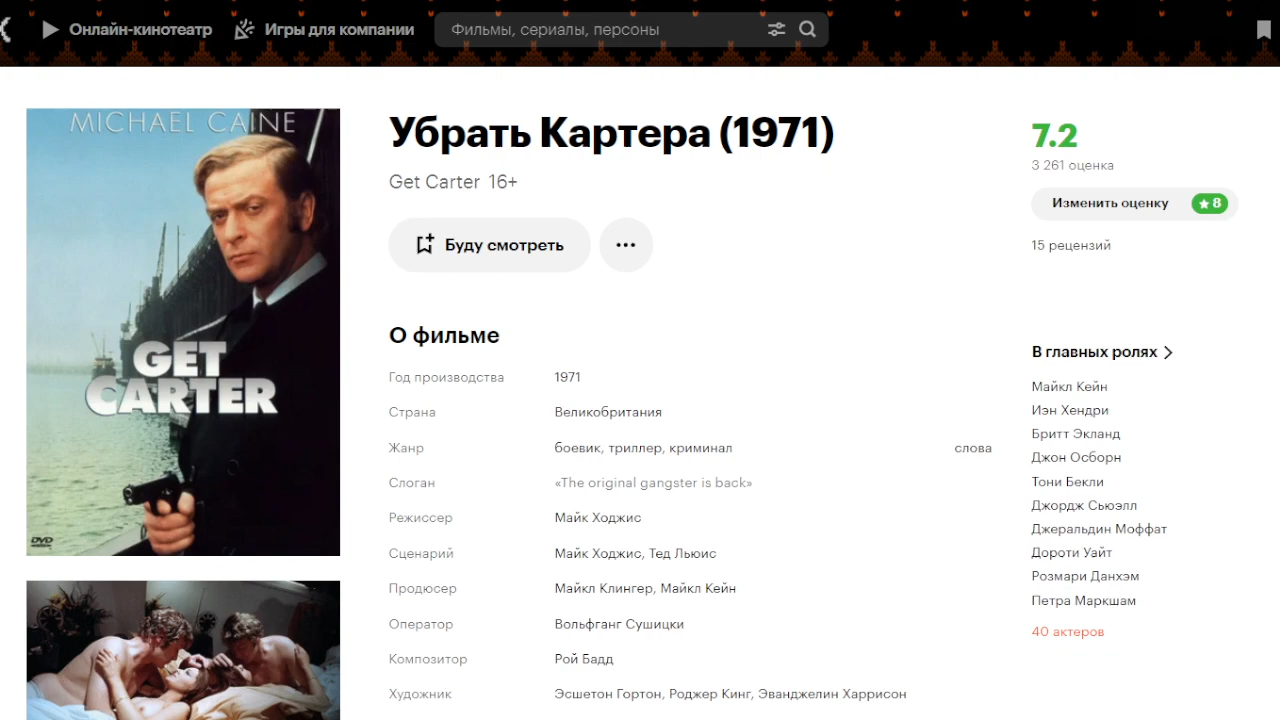 Онлайн-кинотеатр
Игры для компании
Фильмы, сериалы, персоны
MICHAEL CAINE
GET
CARTER
DVD
Убрать Картера (1971)
Get Carter 16+
Буду смотреть
О фильме
Год производства 1971
Страна Великобритания
Жанр боевик, триллер, криминал слова
Слоган «The original gangster is back»
Режиссер Майк Ходжис
Сценарий Майк Ходжис, Тед Льюис
Продюсер Майкл Клингер, Майкл Кейн
Оператор Вольфганг Сушицки
Композитор Рой Бадд
Художник Эсшетон Гортон, Роджер Кинг, Эванджелин Харрисон
7.2
3 261 оценка
Изменить оценку 8
15 рецензий
В главных ролях
Майкл Кейн
Иэн Хендри
Бритт Экланд
Джон Осборн
Тони Бекли
Джордж Сьюэлл
Джеральдин Моффат
Дороти Уайт
Розмари Данхэм
Петра Маркшам
40 актеров